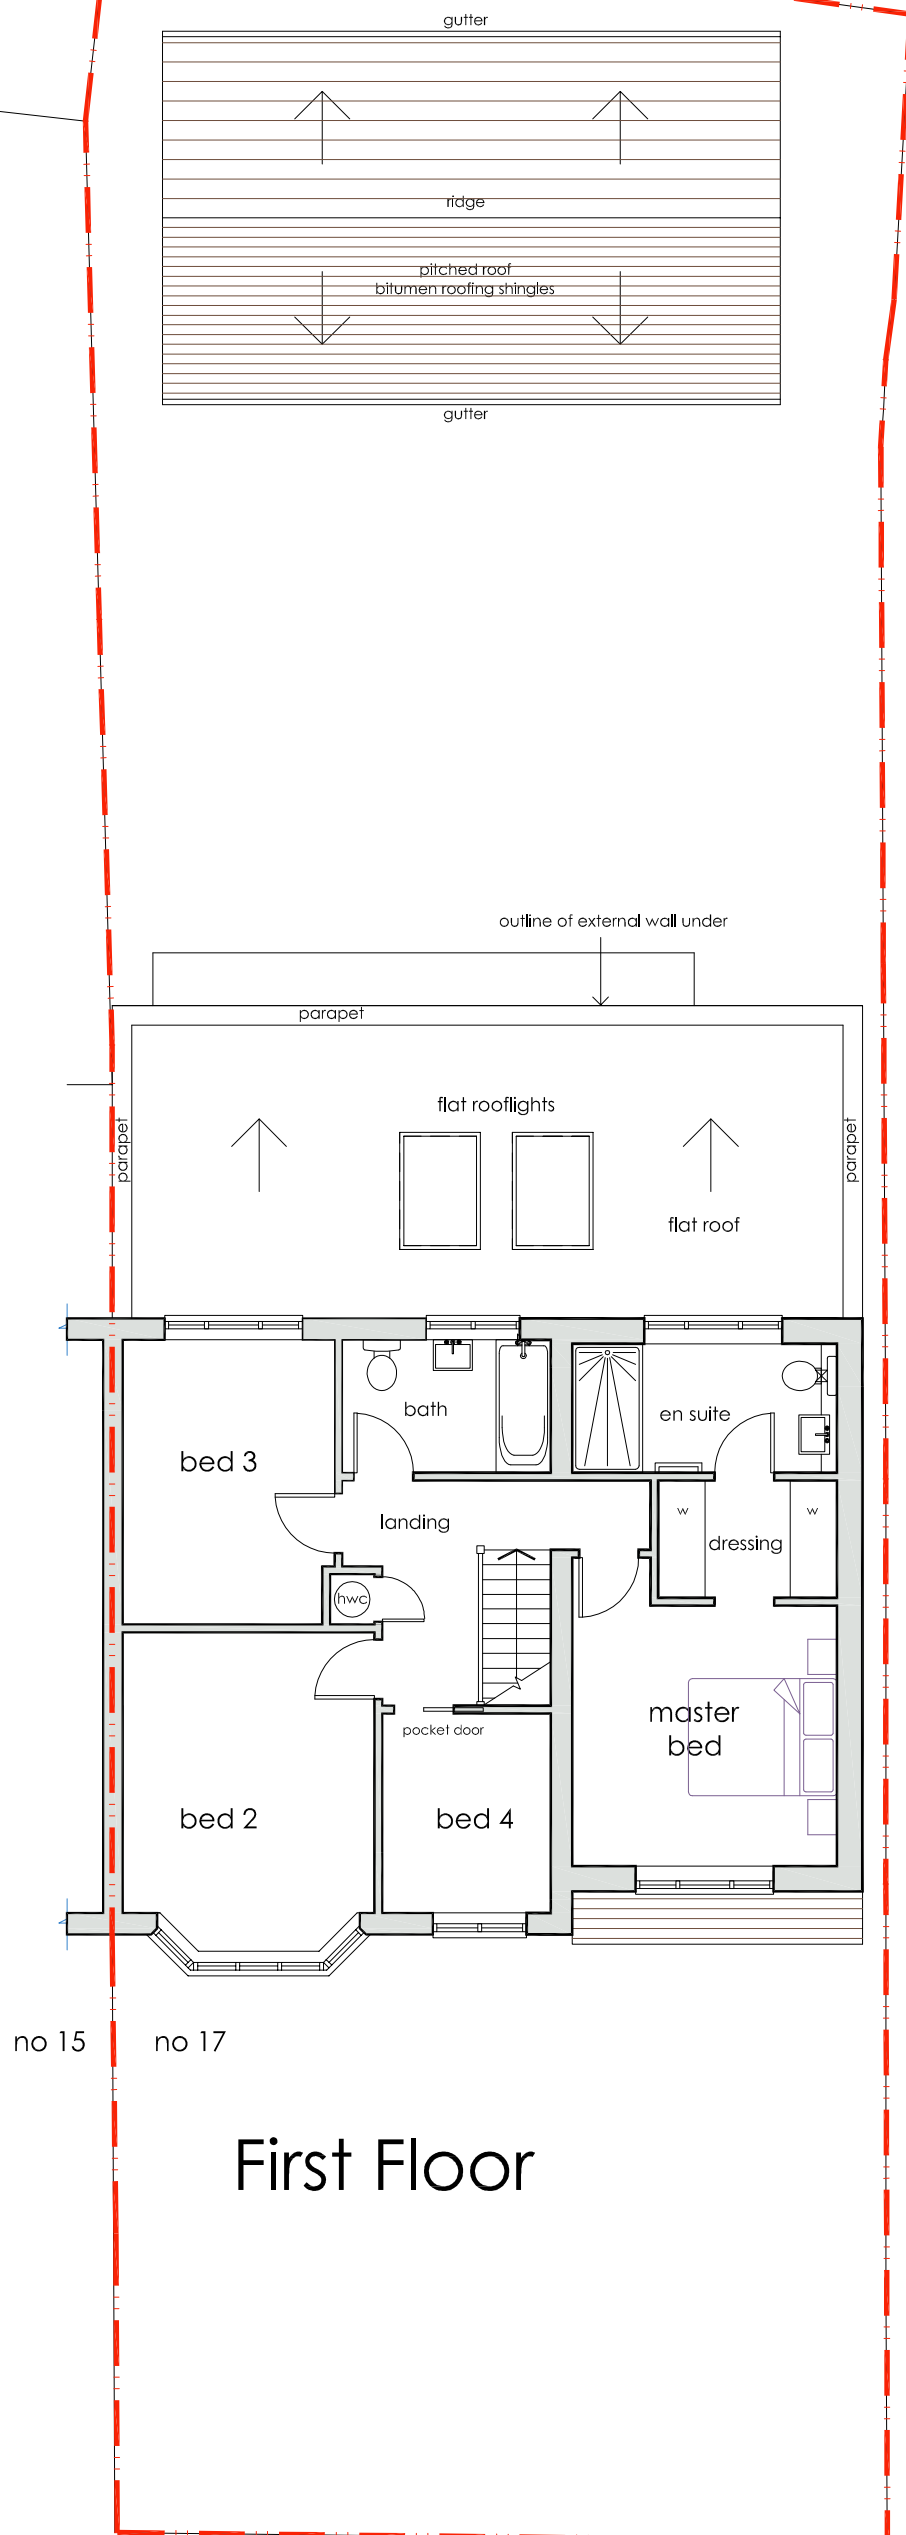 gutter
ridge
pitched roof
bitumen roofing shingles
gutter
outline of external wall under
parapet
flat rooflights
parapet
parapet
flat roof
bath
en suite
bed 3
w
w
landing
dressing
hwc
master
bed
pocket door
bed 2
bed 4
no 15
no 17
First Floor